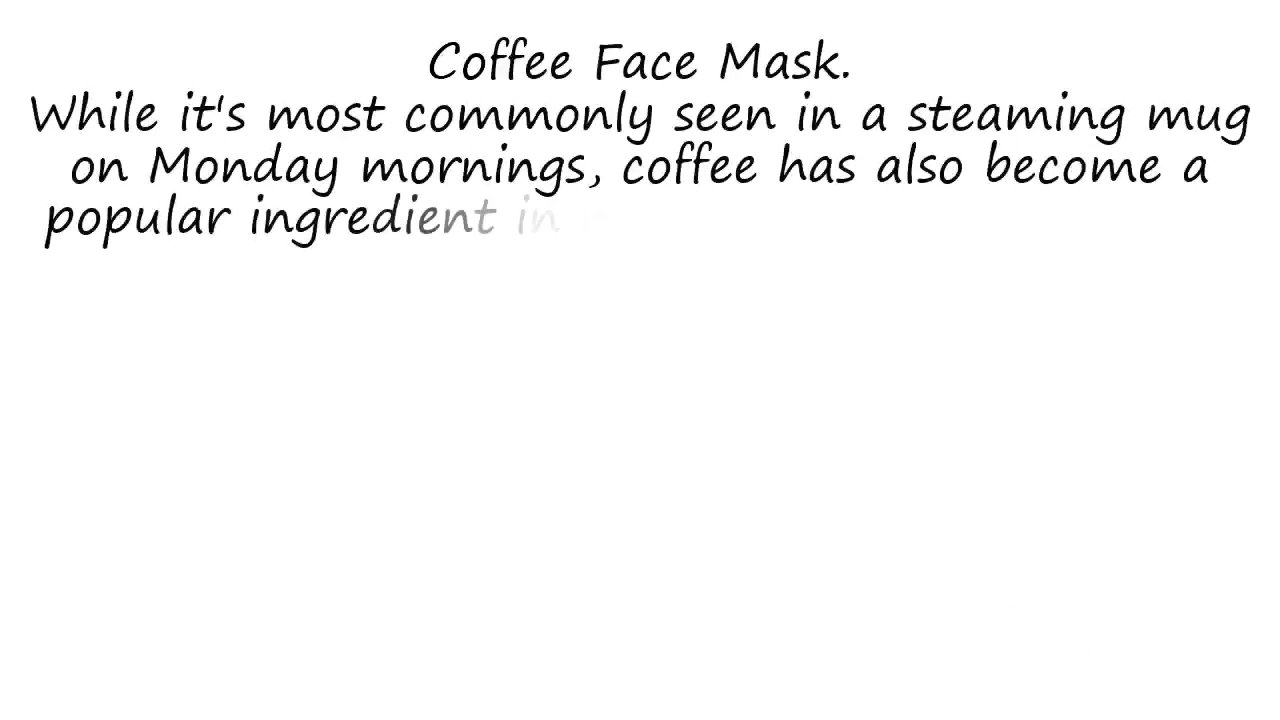 Coffee Face Mask.
While it's most commonly seen in a steaming mug
on Monday mornings, coffee has also become a
popular ingredient in